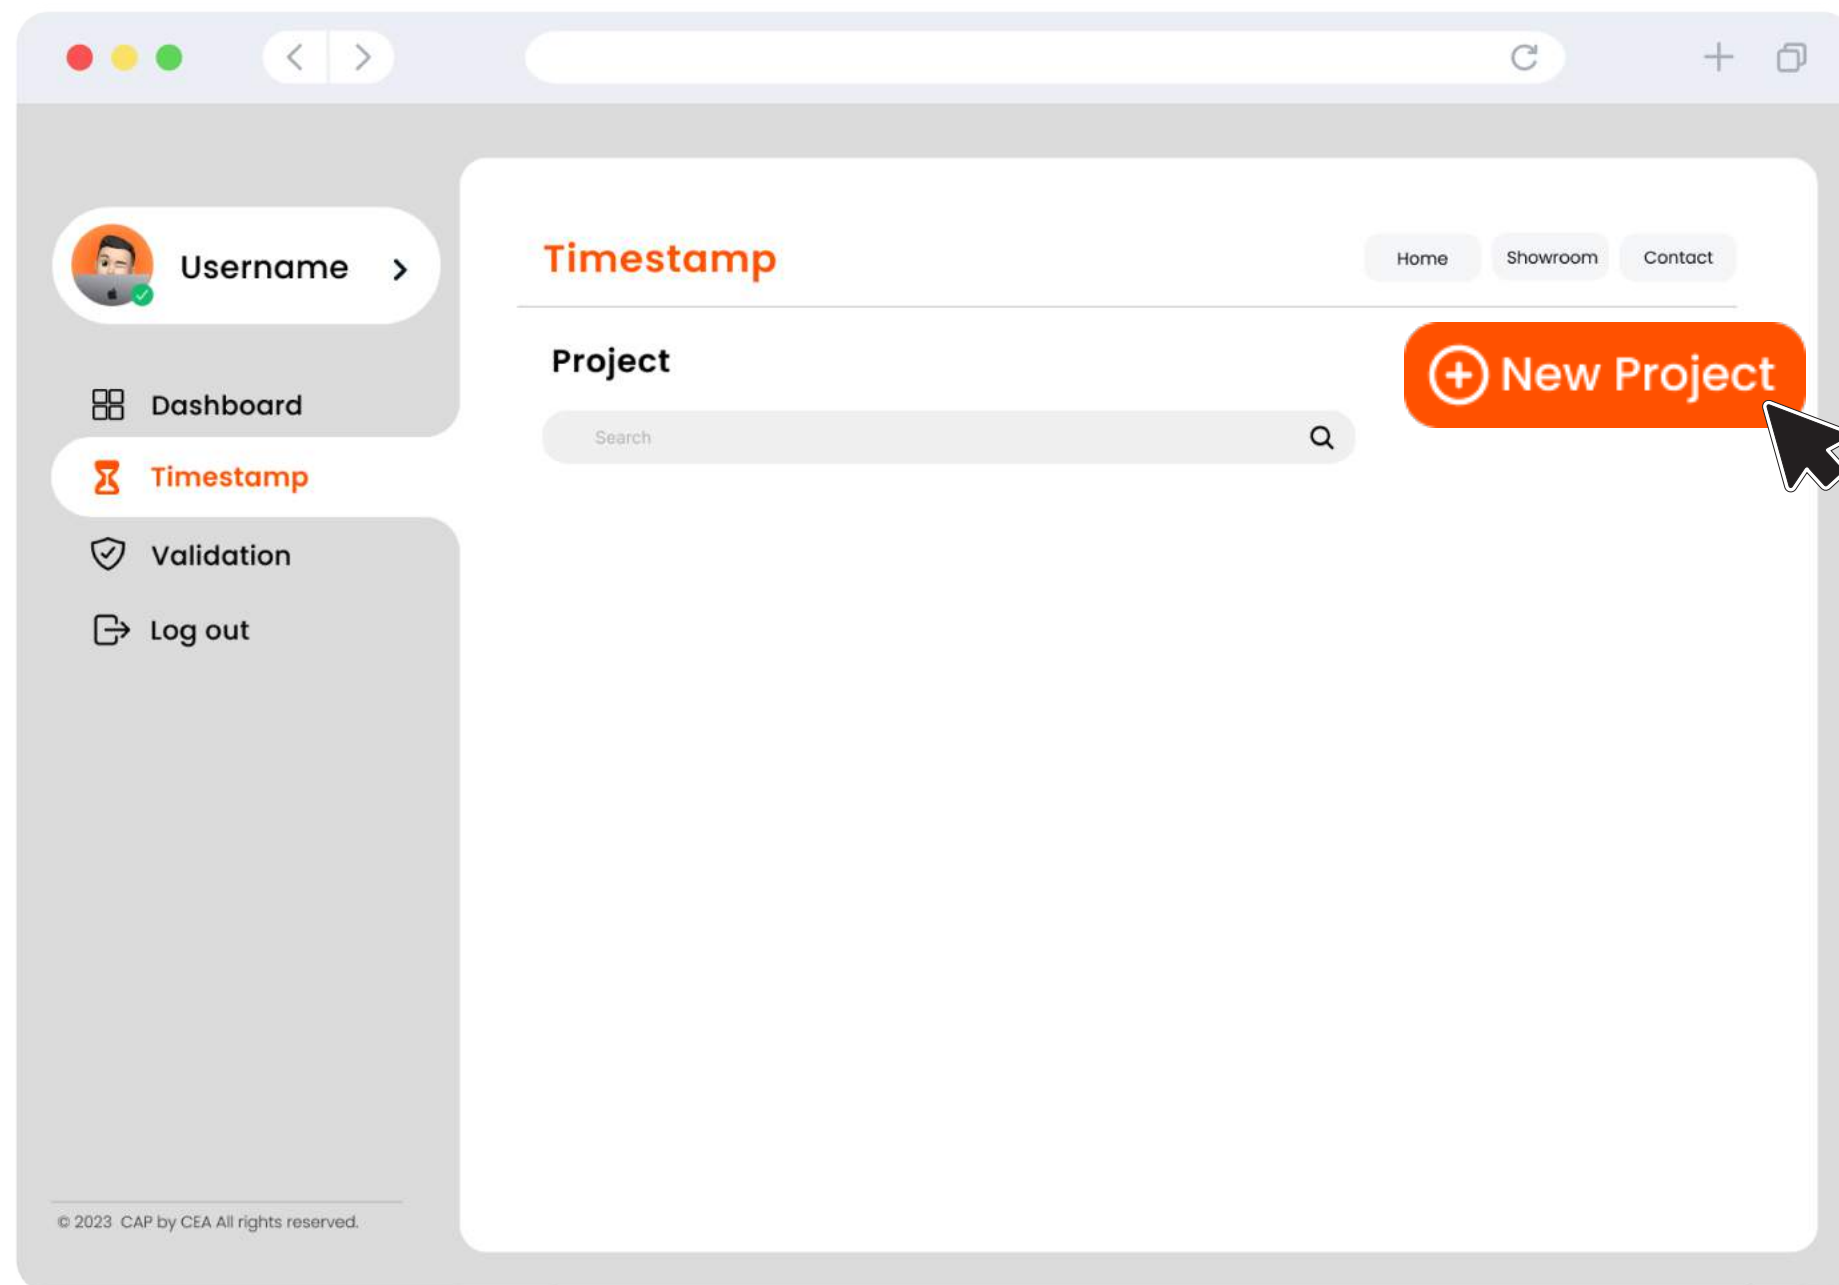 Username
Dashboard
Timestamp
Validation
Log out
© 2023 CAP by CEA All rights reserved.
Timestamp
Home
Showroom
Contact
Project
New Project
Search